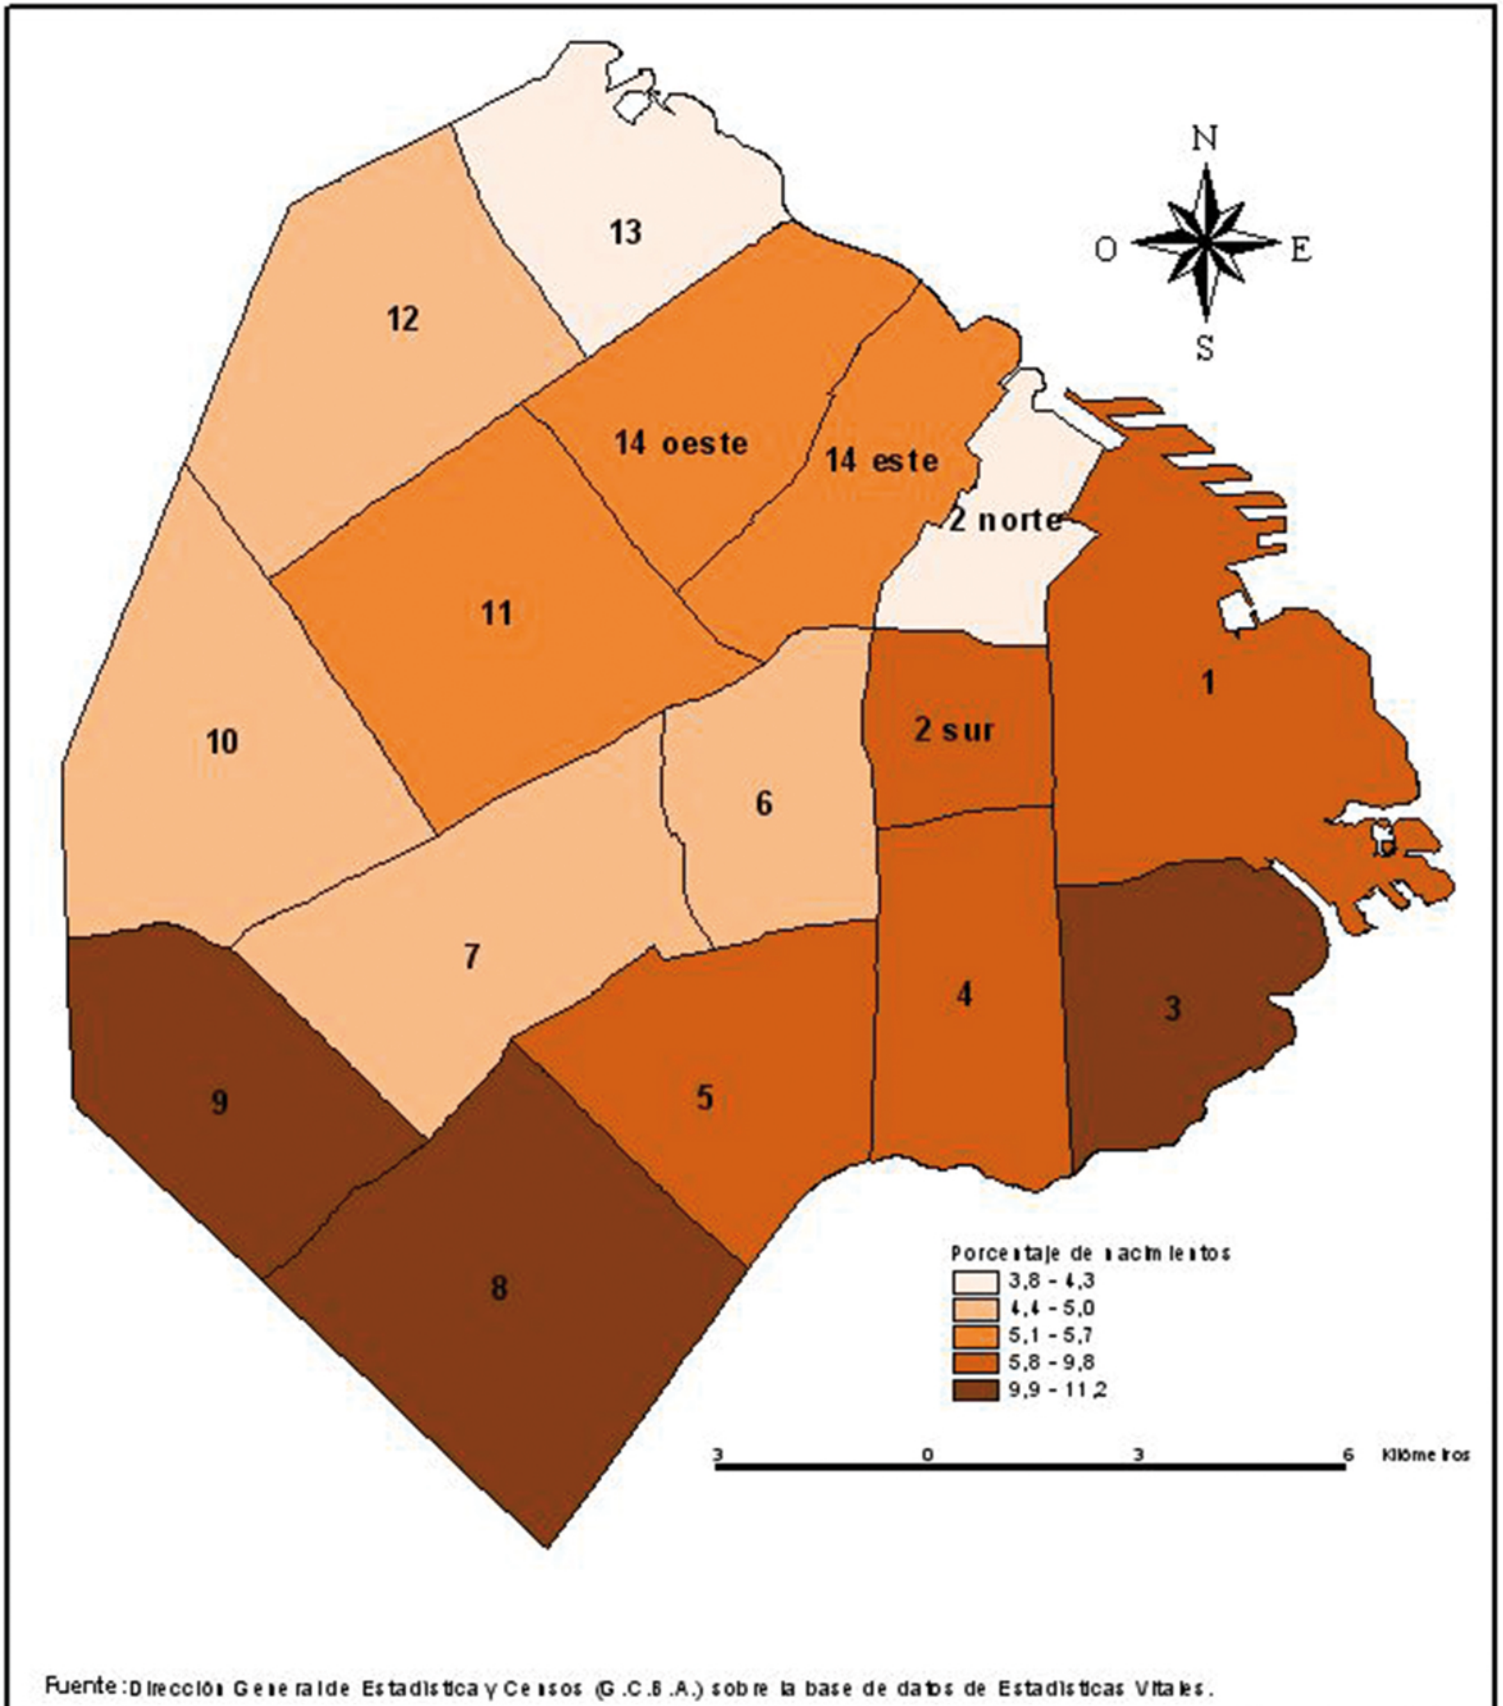 N
O E
S
13
12
14 oeste
14 este
2 norte
11
1
10
2 sur
6
7
4
3
9
5
8
Porcentaje de nacimientos
3,8 - 4,3
4,4 - 5,0
5,1 - 5,7
5,8 - 9,8
9,9 - 11,2
3 0 3 6 Kilómetros
Fuente: Dirección General de Estadística y Censos (G.C.B.A.) sobre la base de datos de Estadísticas Vitales.